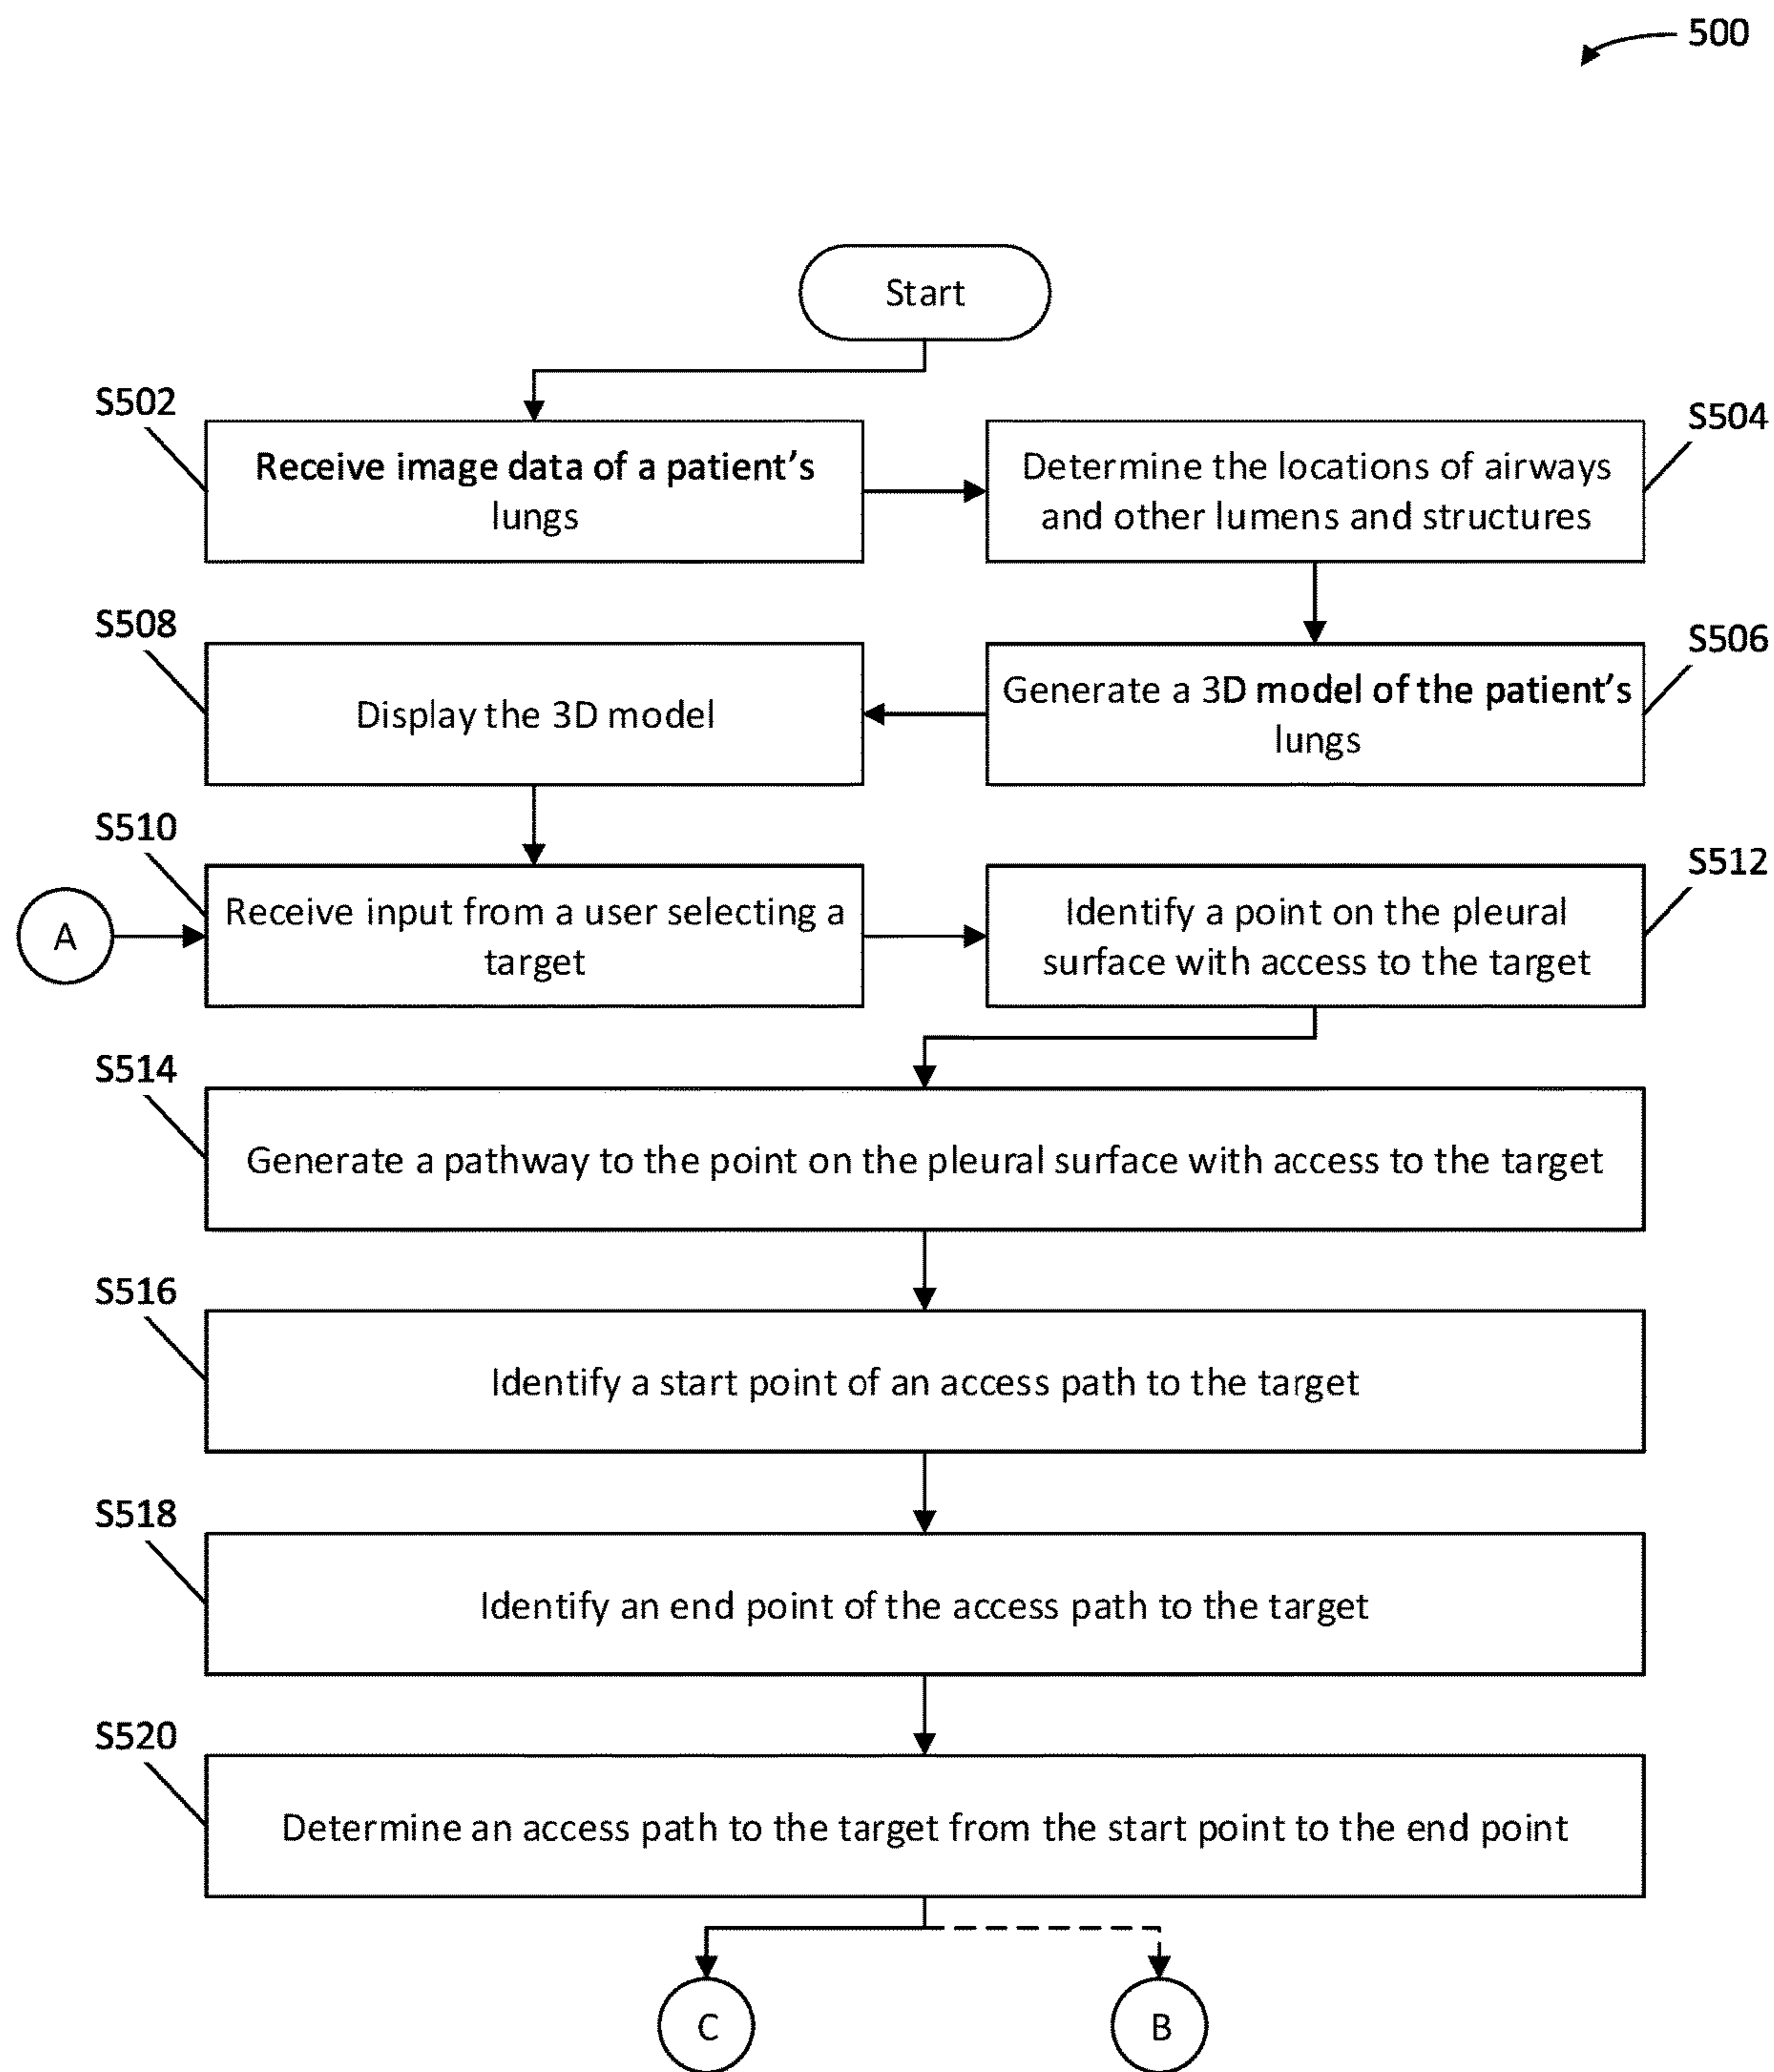 500
Start
S502
Receive image data of a patient’s
lungs
S504
Determine the locations of airways
and other lumens and structures
S508
Display the 3D model
S506
Generate a 3D model of the patient’s
lungs
S510
A
Receive input from a user selecting a
target
S512
Identify a point on the pleural
surface with access to the target
S514
Generate a pathway to the point on the pleural surface with access to the target
S516
Identify a start point of an access path to the target
S518
Identify an end point of the access path to the target
S520
Determine an access path to the target from the start point to the end point
C
B